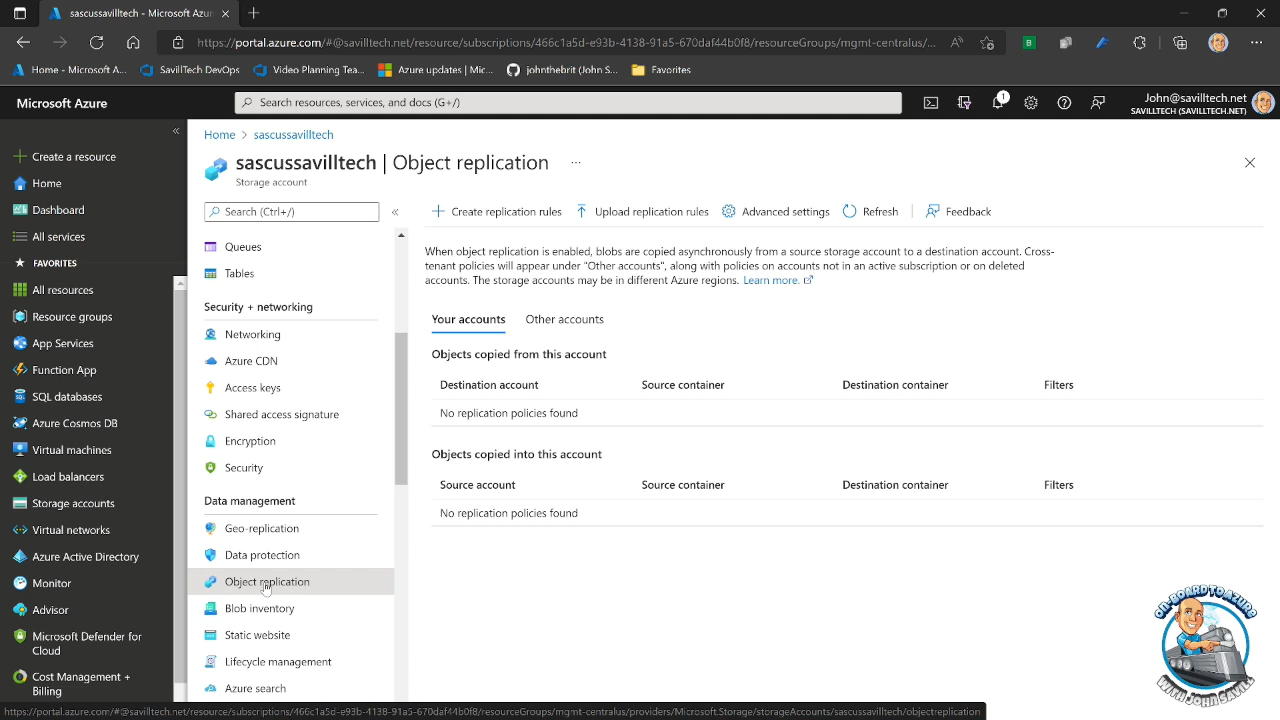 sascussavilltech - Microsoft Azur
https://portal.azure.com/#@savilltech.net/resource/subscriptions/466c1a5d-e93b-4138-91a5-670daf44b0f8/resourceGroups/mgmt-centralus/...
Home - Microsoft A... SavillTech DevOps Video Planning Tea... Azure updates | Mic... johnthebrit (John S... Favorites
Microsoft Azure
Search resources, services, and docs (G+/)
1
John@savilltech.net
SAVILLTECH (SAVILLTECH.NET)
Create a resource
Home
Dashboard
All services
FAVORITES
All resources
Resource groups
App Services
Function App
SQL databases
Azure Cosmos DB
Virtual machines
Load balancers
Storage accounts
Virtual networks
Azure Active Directory
Monitor
Advisor
Microsoft Defender for
Cloud
Cost Management +
Billing
Home > sascussavilltech
sascussavilltech | Object replication ...
Storage account
Search (Ctrl+/)
Queues
Tables
Security + networking
Networking
Azure CDN
Access keys
Shared access signature
Encryption
Security
Data management
Geo-replication
Data protection
Object replication
Blob inventory
Static website
Lifecycle management
Azure search
Create replication rules Upload replication rules Advanced settings Refresh Feedback
When object replication is enabled, blobs are copied asynchronously from a source storage account to a destination account. Cross-
tenant policies will appear under "Other accounts", along with policies on accounts not in an active subscription or on deleted
accounts. The storage accounts may be in different Azure regions. Learn more.
Your accounts Other accounts
Objects copied from this account
Destination account Source container Destination container Filters
No replication policies found
Objects copied into this account
Source account Source container Destination container Filters
No replication policies found
ON-BOARD TO AZURE
WITH JOHN SAVILL
https://portal.azure.com/#@savilltech.net/resource/subscriptions/466c1a5d-e93b-4138-91a5-670daf44b0f8/resourceGroups/mgmt-centralus/providers/Microsoft.Storage/storageAccounts/sascussavilltech/objectreplication